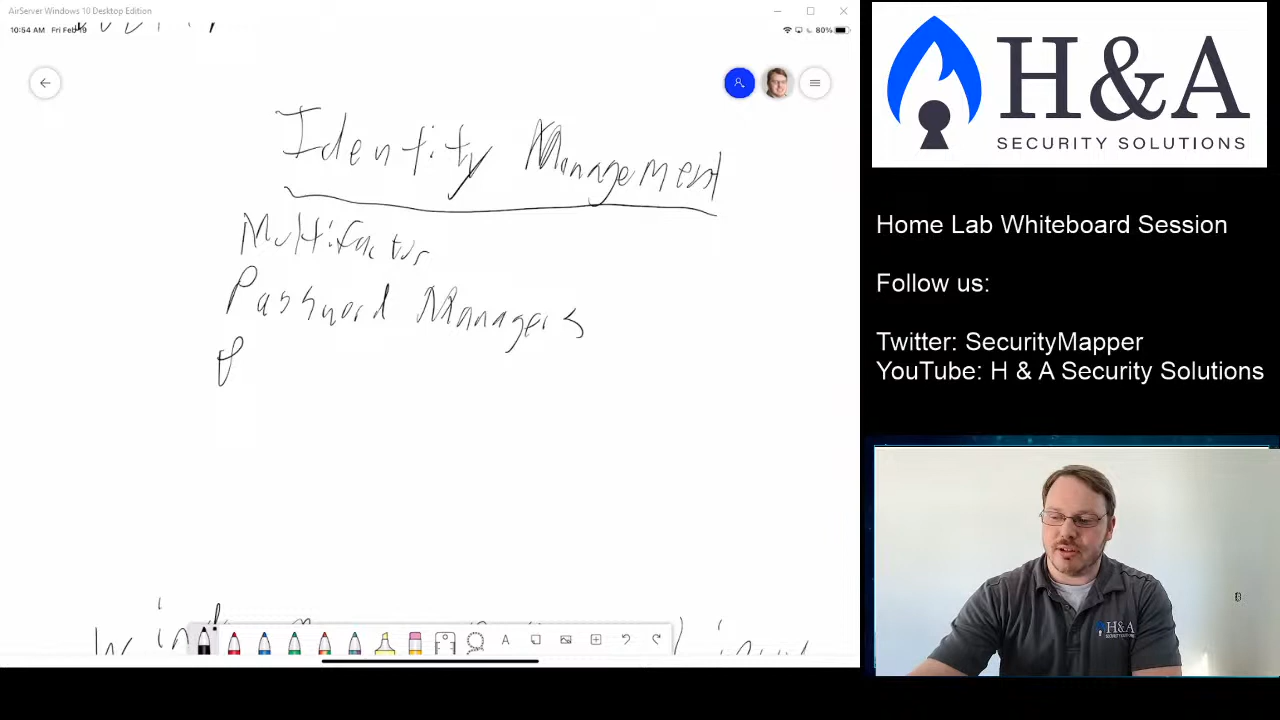 AirServer Windows 10 Desktop Edition
10:54 AM Fri Feb 19
80%
Identity Management
Multifactor
Password Managers
P
A
H&A
SECURITY SOLUTIONS
Home Lab Whiteboard Session
Follow us:
Twitter: SecurityMapper
YouTube: H & A Security Solutions
H&A